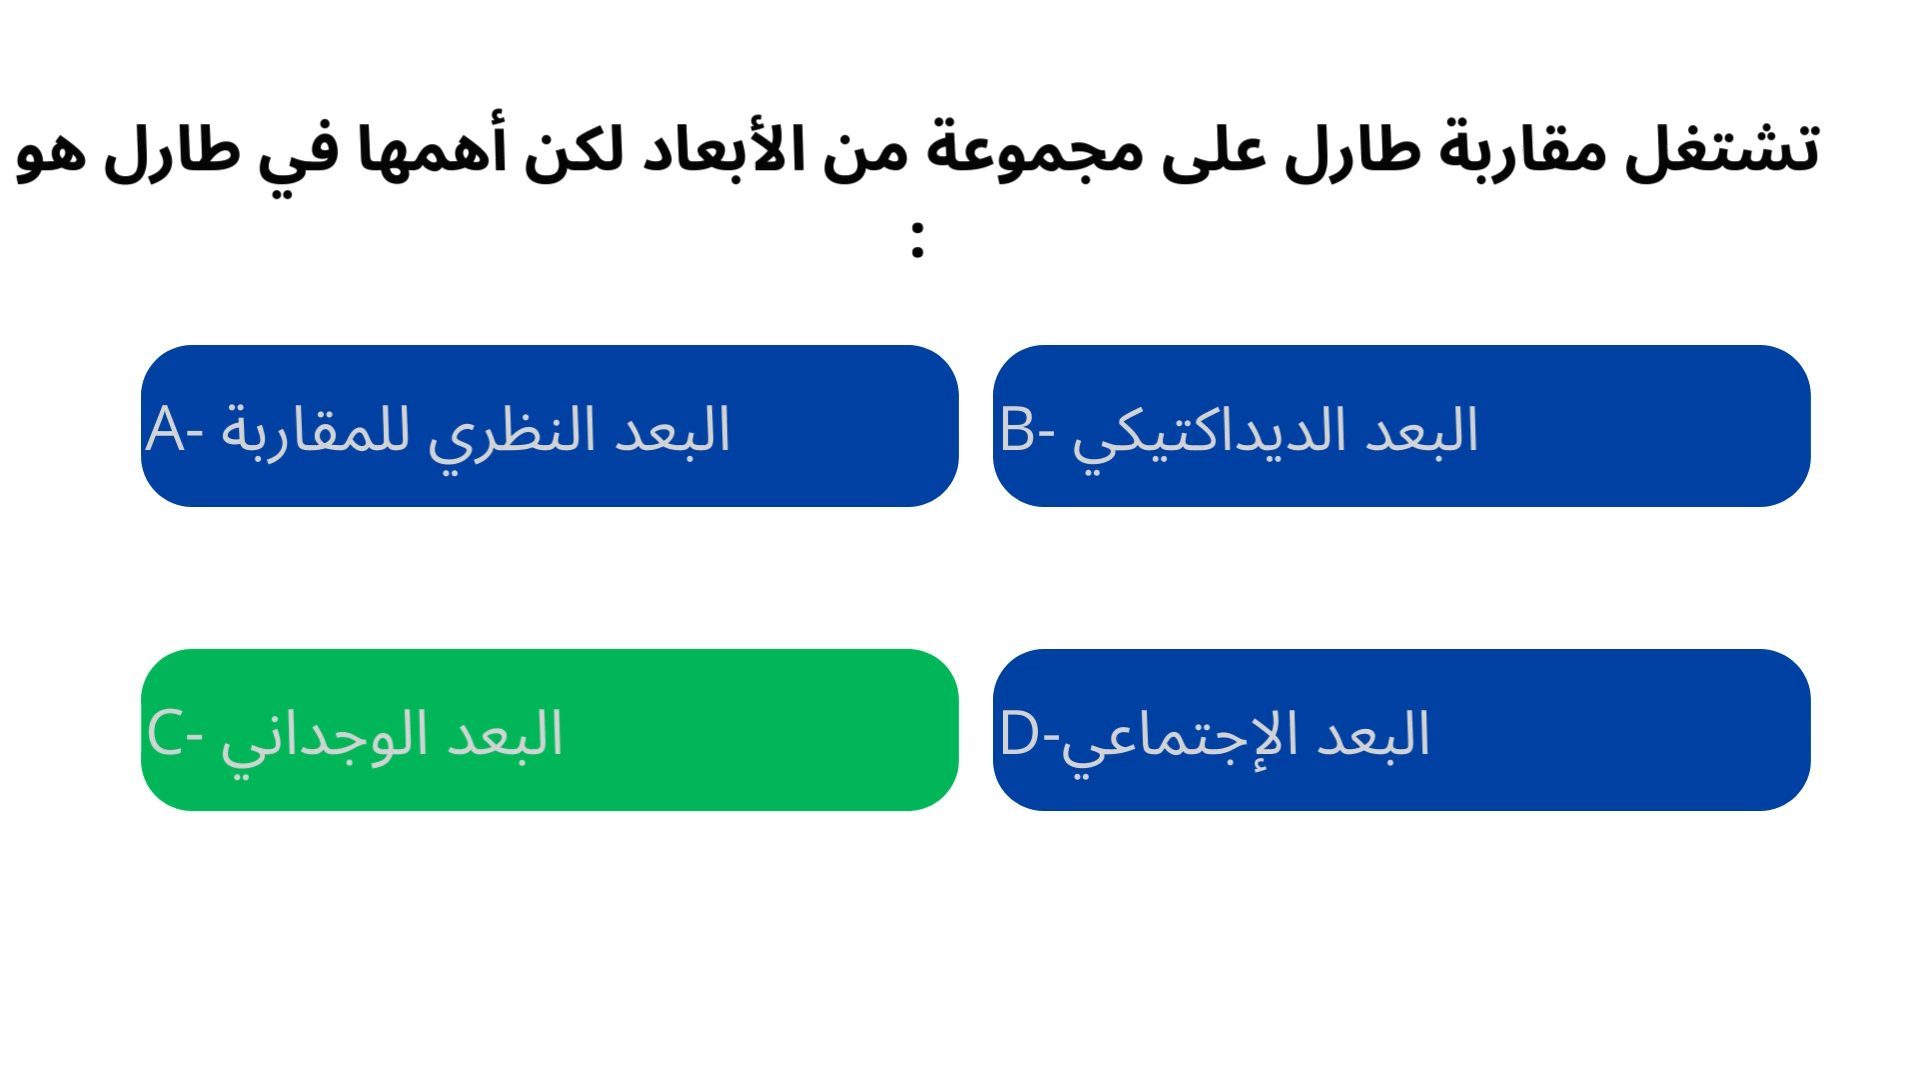 تشتغل مقاربة طارل على مجموعة من الأبعاد لكن أهمها في طارل هو
:
A- البعد النظري للمقاربة
B- البعد الديداكتيكي
C- البعد الوجداني
D-البعد الإجتماعي